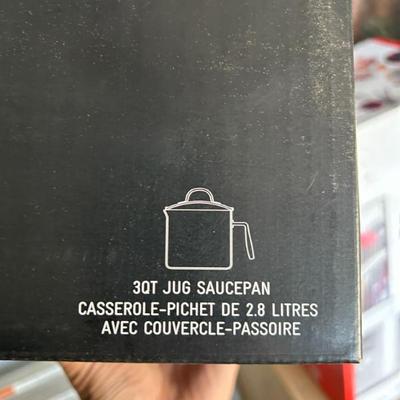 3QT JUG SAUCEPAN
CASSEROLE-PICHET DE 2.8 LITRES
AVEC COUVERCLE-PASSOIRE